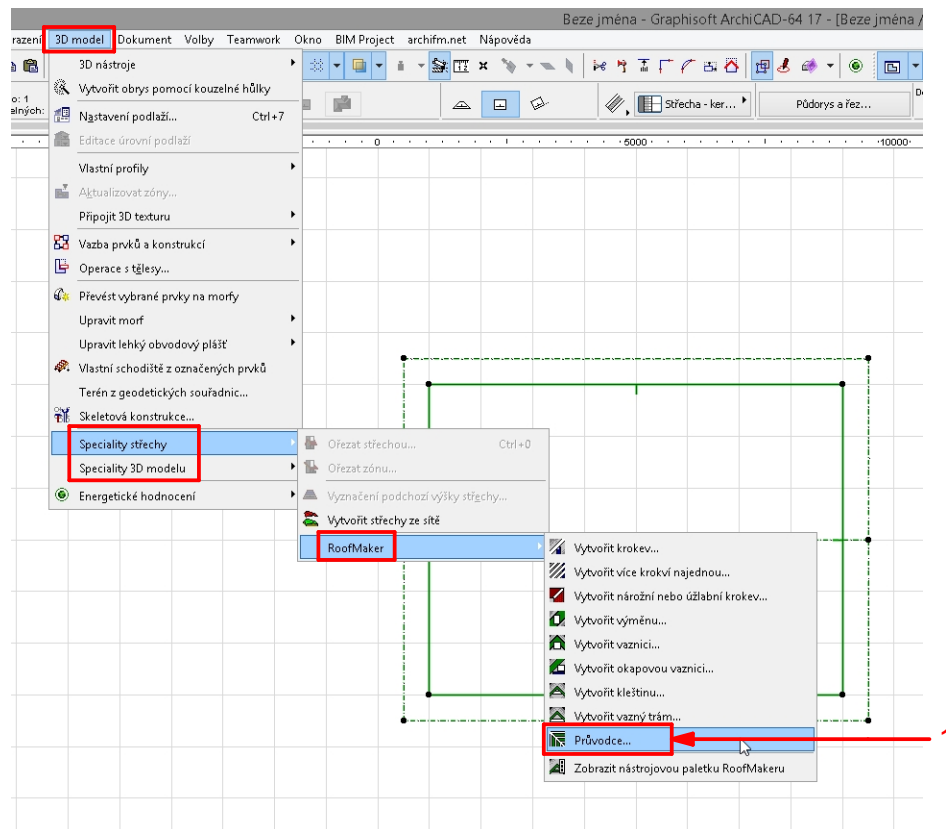 Beze jména - Graphisoft ArchiCAD-64 17 - [Beze jména /
razení 3D model Dokument Volby Teamwork Okno BIM Project archifm.net Nápověda
3D nástroje
Vytvořit obrys pomocí kouzelné hůlky
o: 1
elných:
Nastavení podlaží... Ctrl+7
Střecha - ker...
Půdorys a řez...
Editace úrovní podlaží
0
5000
10000
Vlastní profily
Aktualizovat zóny...
Připojit 3D texturu
Vazba prvků a konstrukcí
Operace s tělesy...
Převést vybrané prvky na morfy
Upravit morf
Upravit lehký obvodový plášť
Vlastní schodiště z označených prvků
Terén z geodetických souřadnic...
Skeletová konstrukce...
Speciality střechy
Speciality 3D modelu
Energetické hodnocení
Ořezat střechou... Ctrl+0
Ořezat zónu...
Vyznačení podchozí výšky střechy...
Vytvořit střechy ze sítě
RoofMaker
Vytvořit krokev...
Vytvořit více krokví najednou...
Vytvořit nárožní nebo úžlabní krokev...
Vytvořit výměnu...
Vytvořit vaznici...
Vytvořit okapovou vaznici...
Vytvořit kleštinu...
Vytvořit vazný trám...
Průvodce...
Zobrazit nástrojovou paletku RoofMakeru